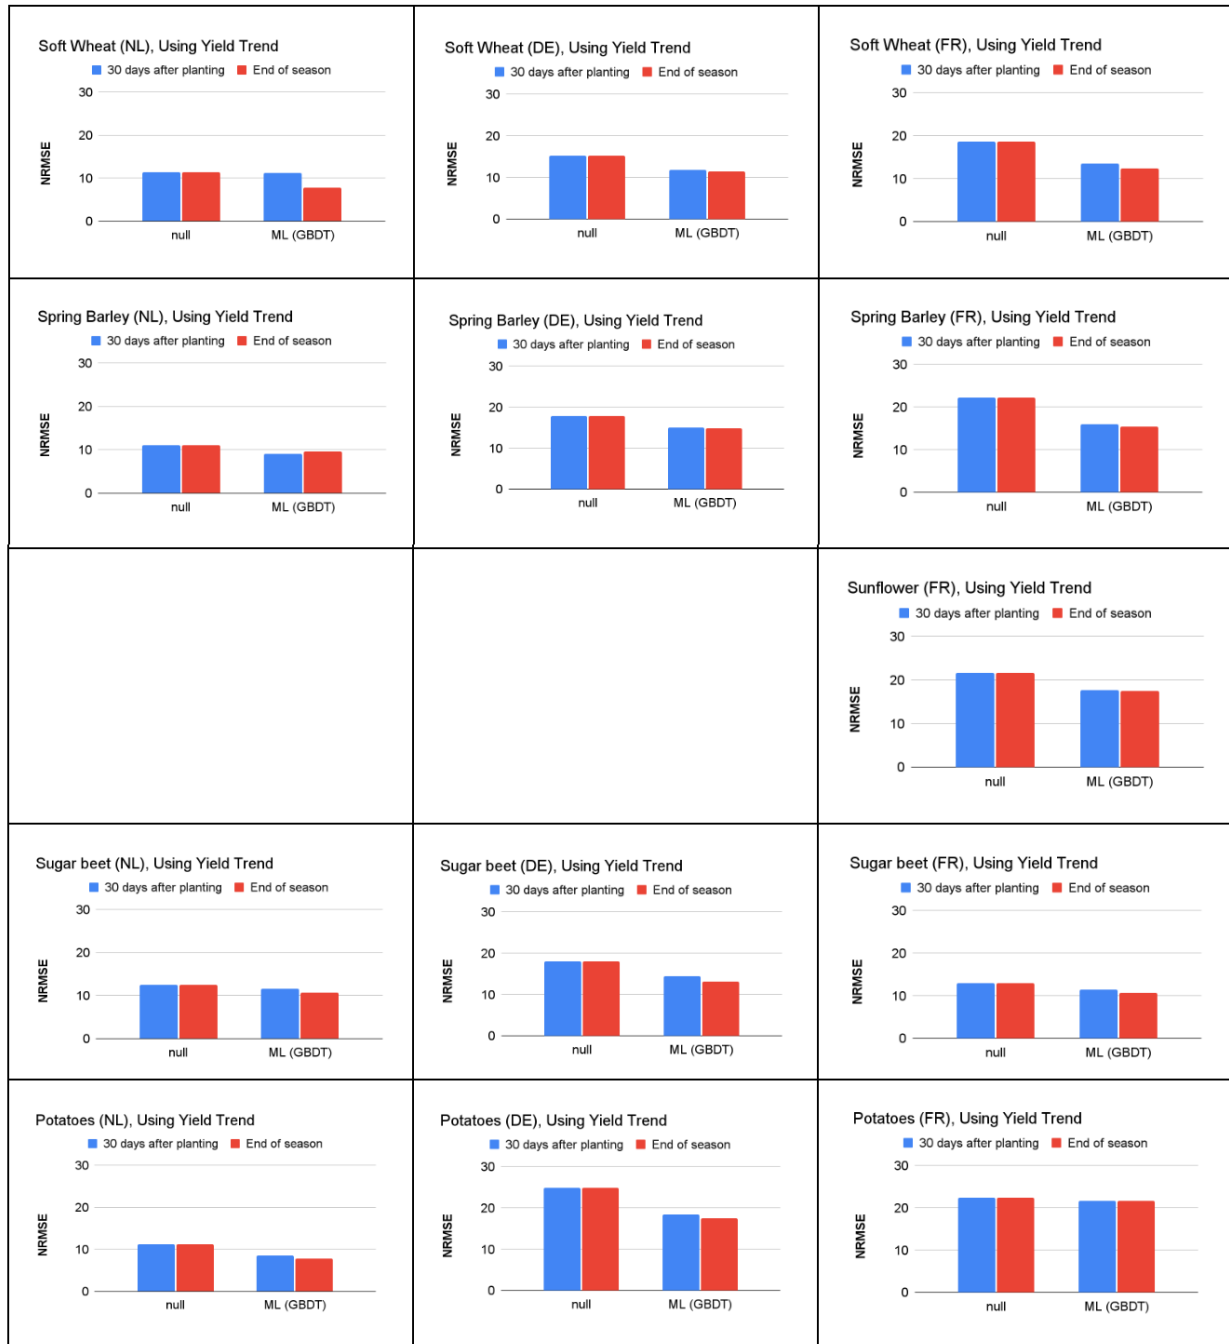 Soft Wheat (NL), Using Yield Trend
30 days after planting End of season
30
20
10
0
NRMSE
null ML (GBDT)
Soft Wheat (DE), Using Yield Trend
30 days after planting End of season
30
20
10
0
NRMSE
null ML (GBDT)
Soft Wheat (FR), Using Yield Trend
30 days after planting End of season
30
20
10
0
NRMSE
null ML (GBDT)
Spring Barley (NL), Using Yield Trend
30 days after planting End of season
30
20
10
0
NRMSE
null ML (GBDT)
Spring Barley (DE), Using Yield Trend
30 days after planting End of season
30
20
10
0
NRMSE
null ML (GBDT)
Spring Barley (FR), Using Yield Trend
30 days after planting End of season
30
20
10
0
NRMSE
null ML (GBDT)
Sunflower (FR), Using Yield Trend
30 days after planting End of season
30
20
10
0
NRMSE
null ML (GBDT)
Sugar beet (NL), Using Yield Trend
30 days after planting End of season
30
20
10
0
NRMSE
null ML (GBDT)
Sugar beet (DE), Using Yield Trend
30 days after planting End of season
30
20
10
0
NRMSE
null ML (GBDT)
Sugar beet (FR), Using Yield Trend
30 days after planting End of season
30
20
10
0
NRMSE
null ML (GBDT)
Potatoes (NL), Using Yield Trend
30 days after planting End of season
30
20
10
0
NRMSE
null ML (GBDT)
Potatoes (DE), Using Yield Trend
30 days after planting End of season
30
20
10
0
NRMSE
null ML (GBDT)
Potatoes (FR), Using Yield Trend
30 days after planting End of season
30
20
10
0
NRMSE
null ML (GBDT)